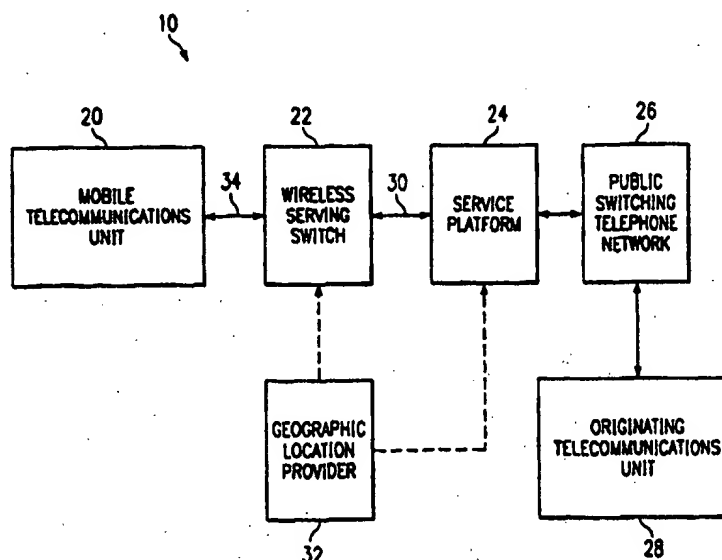 10
20
22
24
26
MOBILE
TELECOMMUNICATIONS
UNIT
34
WIRELESS
SERVING
SWITCH
30
SERVICE
PLATFORM
PUBLIC
SWITCHING
TELEPHONE
NETWORK
GEOGRAPHIC
LOCATION
PROVIDER
32
ORIGINATING
TELECOMMUNICATIONS
UNIT
28